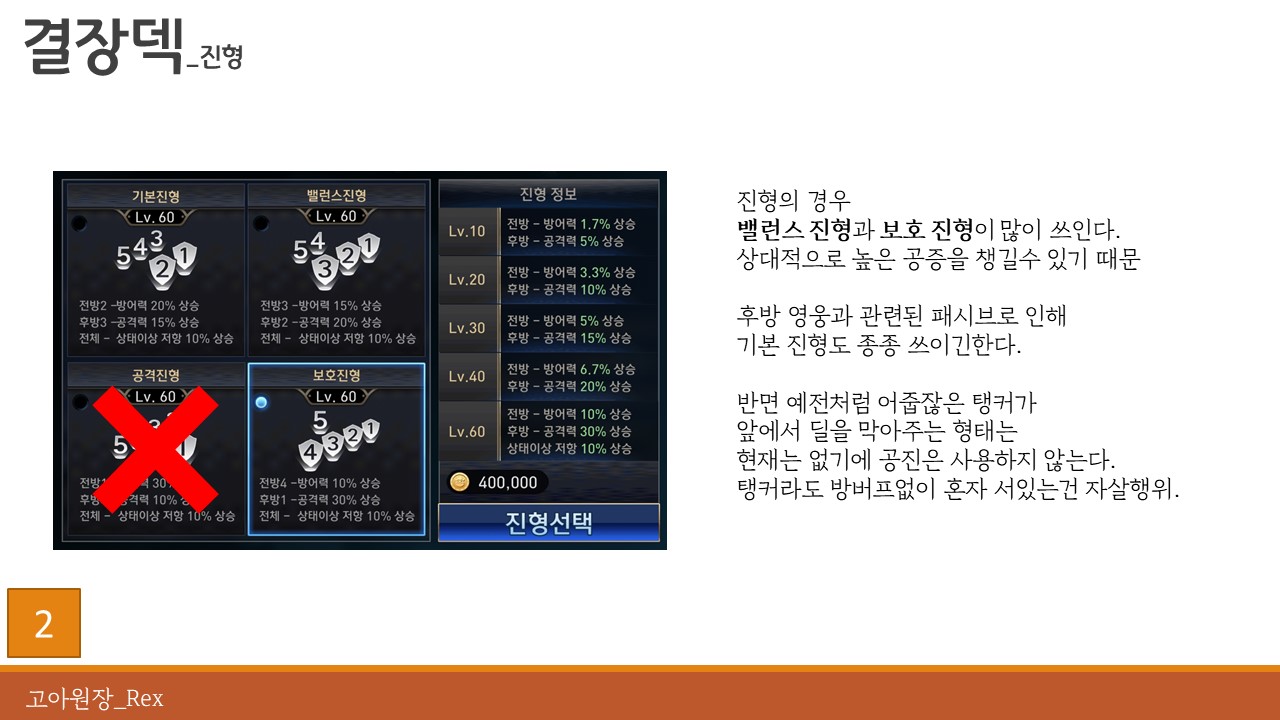 결장덱_진형
기본진형
Lv. 60
5 4 3 2 1
전방2 -방어력 20% 상승
후방3 -공격력 15% 상승
전체 - 상태이상 저항 10% 상승
밸런스진형
Lv. 60
5 4 3 2 1
전방3 -방어력 15% 상승
후방2 -공격력 20% 상승
전체 - 상태이상 저항 10% 상승
공격진형
Lv. 60
5
전방
후방 10% 상승
전체 - 상태이상 저항 10% 상승
보호진형
Lv. 60
5 4 3 2 1
전방4 -방어력 10% 상승
후방1 -공격력 30% 상승
전체 - 상태이상 저항 10% 상승
진형 정보
Lv.10
전방 - 방어력 1.7% 상승
후방 - 공격력 5% 상승
Lv.20
전방 - 방어력 3.3% 상승
후방 - 공격력 10% 상승
Lv.30
전방 - 방어력 5% 상승
후방 - 공격력 15% 상승
Lv.40
전방 - 방어력 6.7% 상승
후방 - 공격력 20% 상승
Lv.60
전방 - 방어력 10% 상승
후방 - 공격력 30% 상승
상태이상 저항 10% 상승
400,000
진형선택
진형의 경우
밸런스 진형과 보호 진형이 많이 쓰인다.
상대적으로 높은 공증을 챙길수 있기 때문
후방 영웅과 관련된 패시브로 인해
기본 진형도 종종 쓰이긴한다.
반면 예전처럼 어줍잖은 탱커가
앞에서 딜을 막아주는 형태는
현재는 없기에 공진은 사용하지 않는다.
탱커라도 방버프없이 혼자 서있는건 자살행위.
2
고아원장_Rex